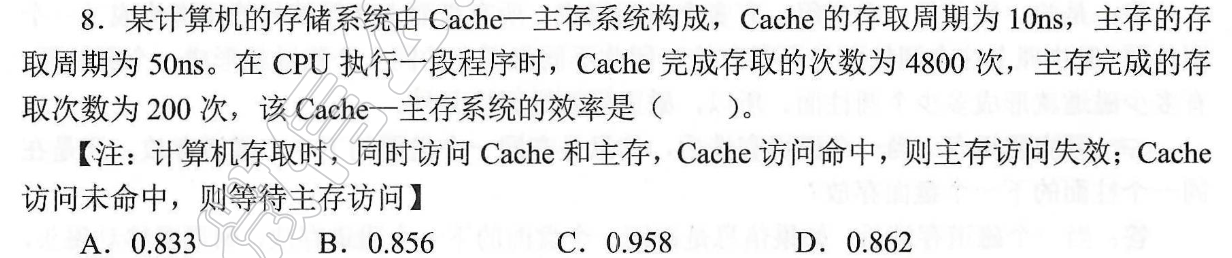 8．某计算机的存储系统由 Cache—主存系统构成，Cache 的存取周期为 10ns，主存的存
取周期为 50ns。在 CPU 执行一段程序时，Cache 完成存取的次数为 4800 次，主存完成的存
取次数为 200 次，该 Cache—主存系统的效率是（　　）。
【注：计算机存取时，同时访问 Cache 和主存，Cache 访问命中，则主存访问失效；Cache
访问未命中，则等待主存访问】
A．0.833　　B．0.856　　C．0.958　　D．0.862